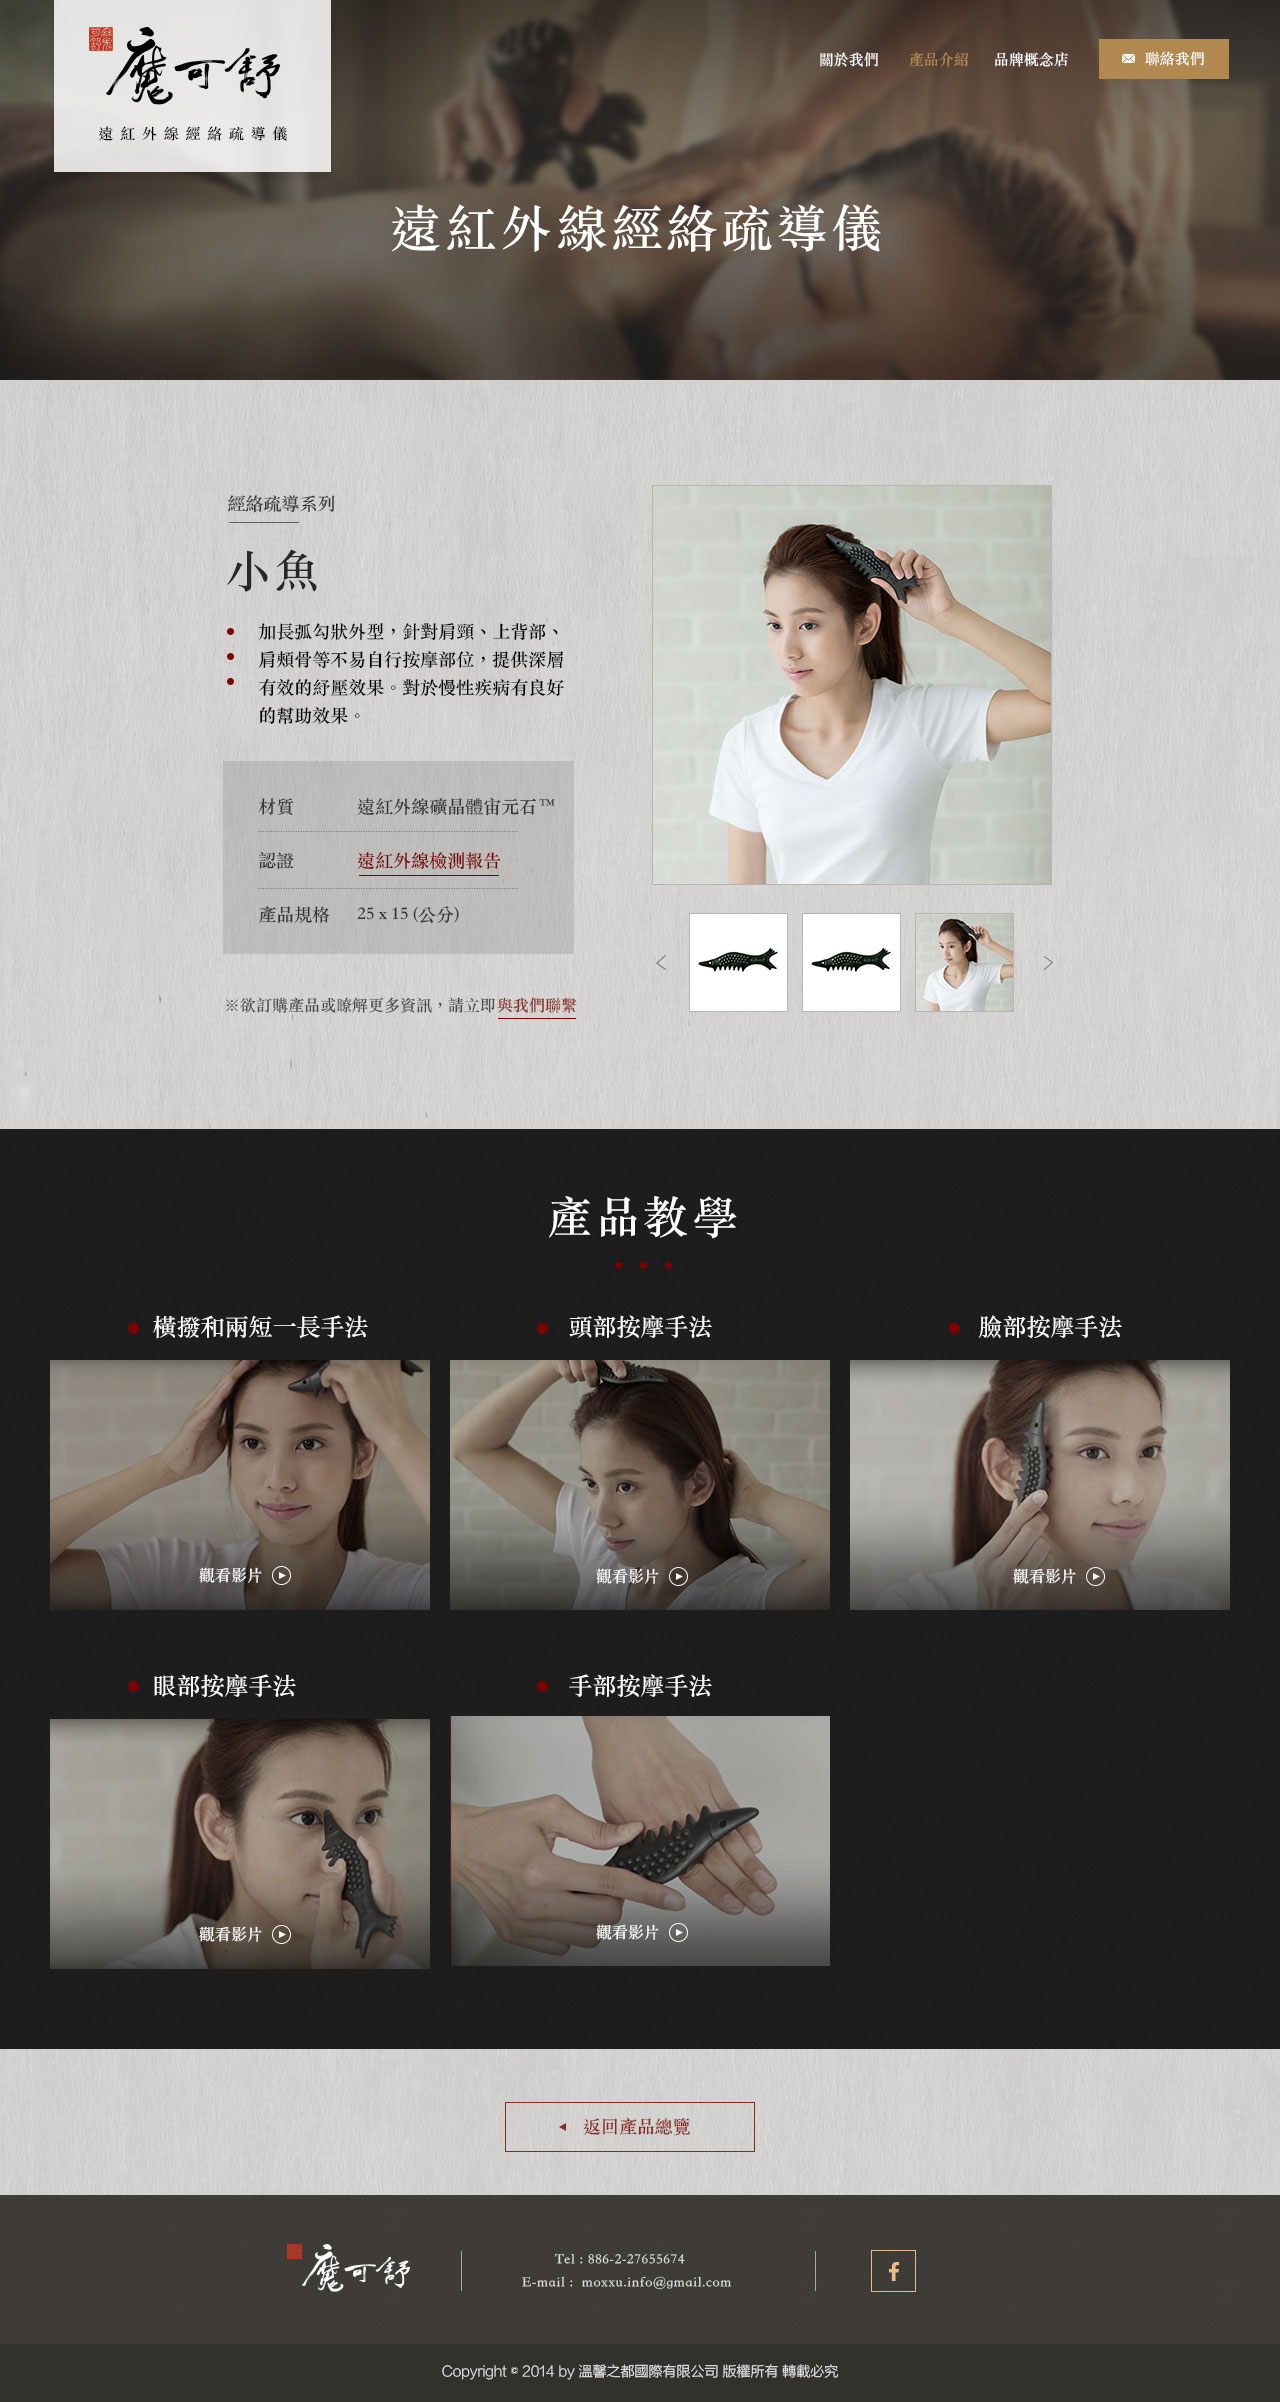 魔可舒
遠紅外線經絡疏導儀
關於我們
產品介紹
品牌概念店
聯絡我們
遠紅外線經絡疏導儀
經絡疏導系列
小魚
加長弧勾狀外型，針對肩頸、上背部、
肩頰骨等不易自行按摩部位，提供深層
有效的紓壓效果。對於慢性疾病有良好
的幫助效果。
材質 遠紅外線礦晶體宙元石™
認證 遠紅外線檢測報告
產品規格 25 x 15 (公分)
※欲訂購產品或瞭解更多資訊，請立即與我們聯繫
產品教學
橫撥和兩短一長手法
頭部按摩手法
臉部按摩手法
觀看影片
觀看影片
觀看影片
眼部按摩手法
手部按摩手法
觀看影片
觀看影片
返回產品總覽
魔可舒
Tel : 886-2-27655674
E-mail : moxxu.info@gmail.com
Copyright © 2014 by 溫馨之都國際有限公司 版權所有 轉載必究